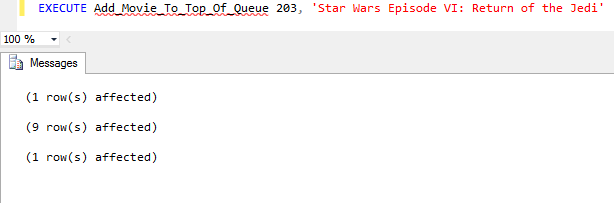 EXECUTE Add_Movie_To_Top_Of_Queue 203, 'Star Wars Episode VI: Return of the Jedi'
100 %
Messages
(1 row(s) affected)
(9 row(s) affected)
(1 row(s) affected)